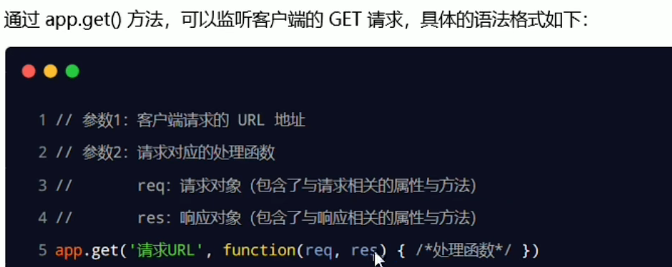 通过 app.get() 方法，可以监听客户端的 GET 请求，具体的语法格式如下：
1 // 参数1：客户端请求的 URL 地址
2 // 参数2：请求对应的处理函数
3 //       req：请求对象（包含了与请求相关的属性与方法）
4 //       res：响应对象（包含了与响应相关的属性与方法）
5 app.get('请求URL', function(req, res) { /*处理函数*/ })